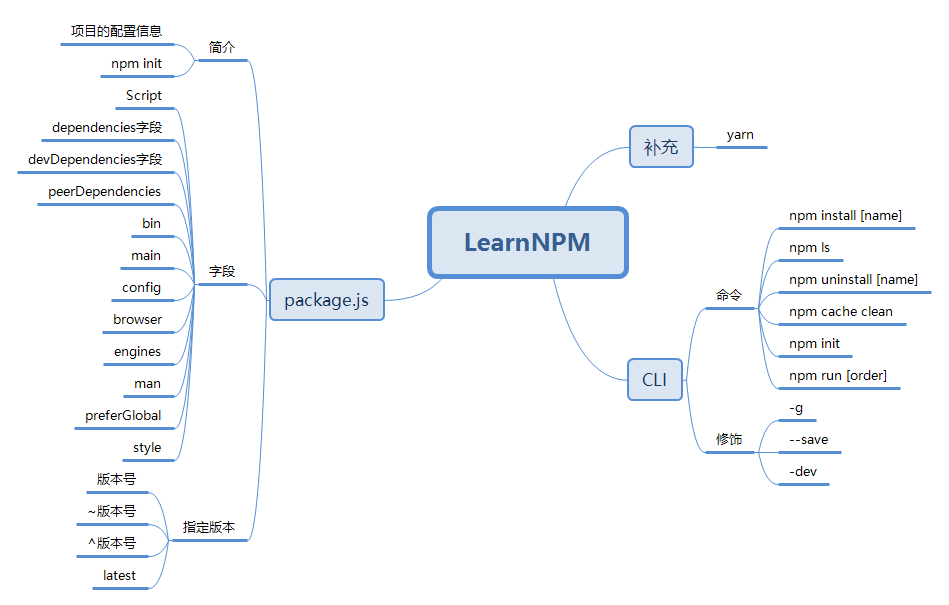 LearnNPM
补充
yarn
CLI
命令
npm install [name]
npm ls
npm uninstall [name]
npm cache clean
npm init
npm run [order]
修饰
-g
--save
-dev
package.js
简介
项目的配置信息
npm init
字段
Script
dependencies字段
devDependencies字段
peerDependencies
bin
main
config
browser
engines
man
preferGlobal
style
指定版本
版本号
~版本号
^版本号
latest